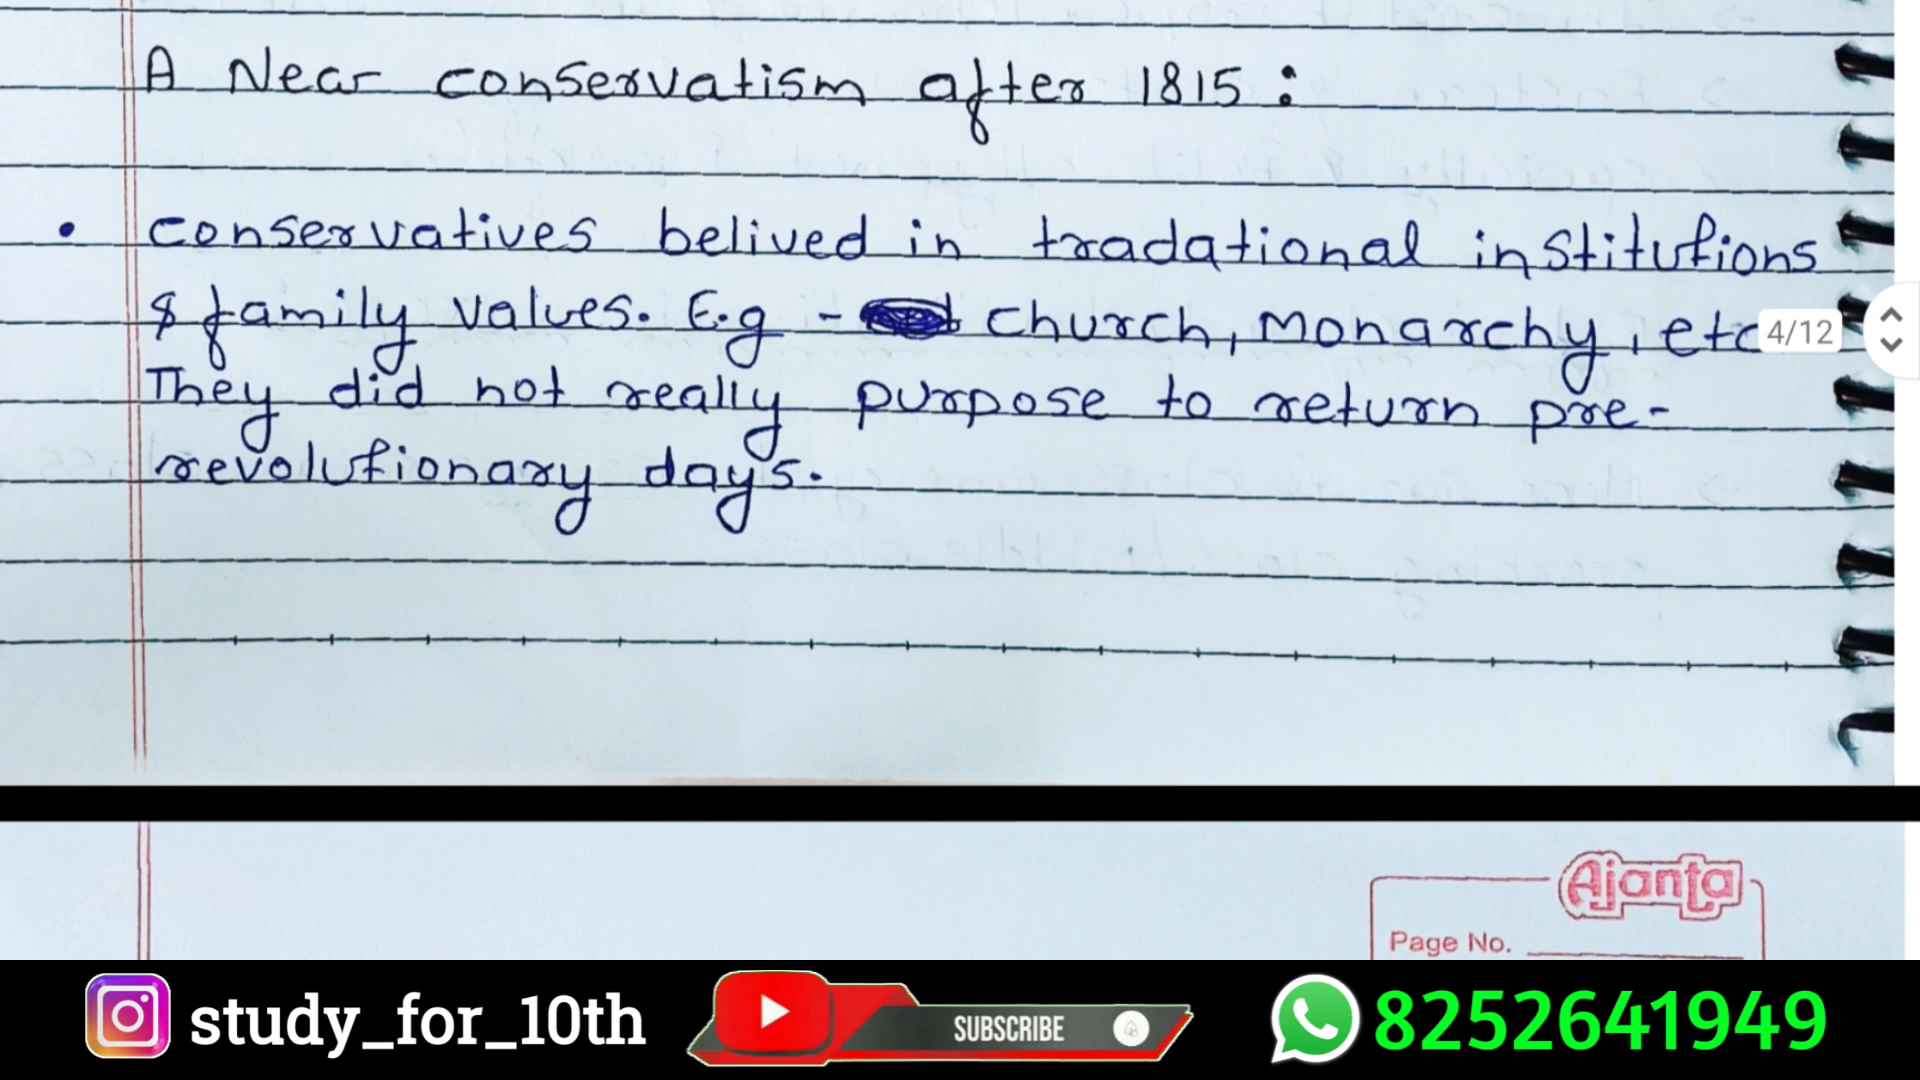 A Near conservatism after 1815 :
• conservatives belived in tradational institutions
& family values. E.g - church, Monarchy, etc
They did not really purpose to return pre-
revolutionary days.
4/12
Ajanta
Page No.
study_for_10th
SUBSCRIBE
8252641949